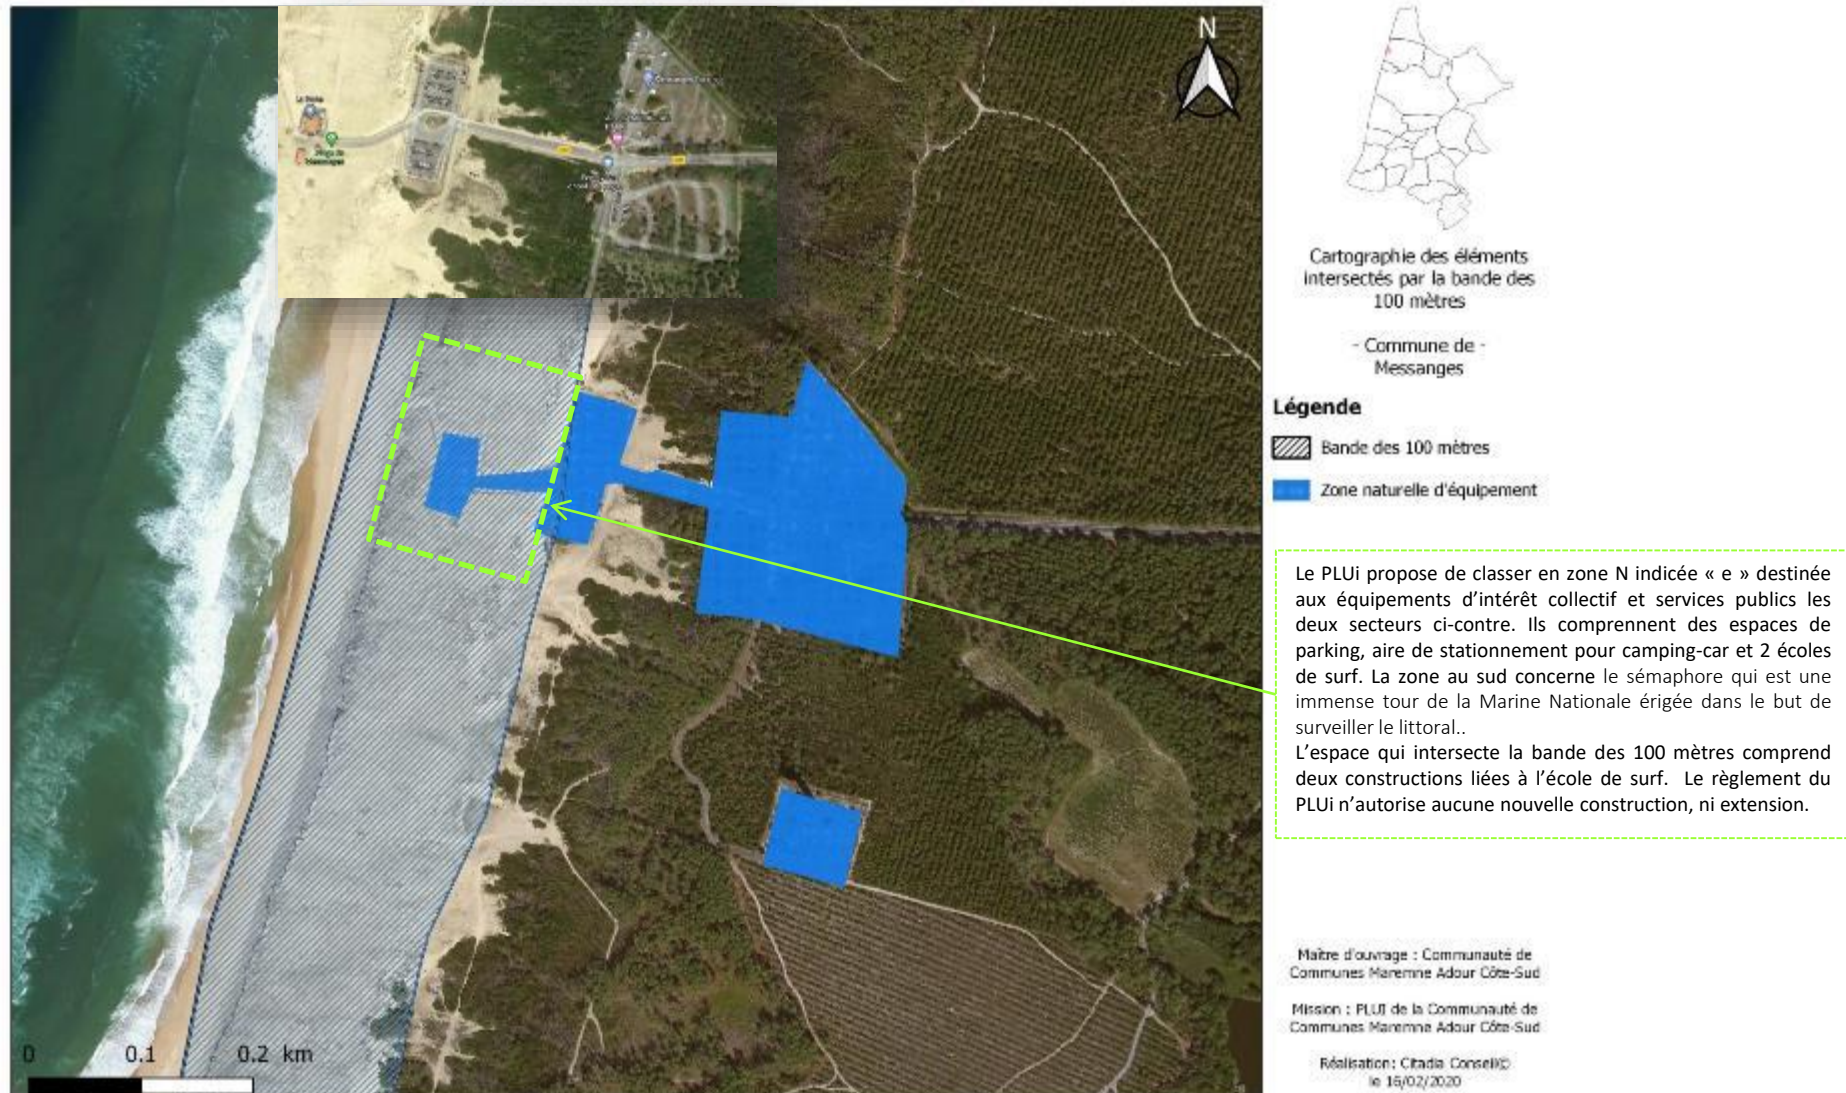 N
Cartographie des éléments
intersectés par la bande des
100 mètres
- Commune de -
Messanges
Légende
Bande des 100 mètres
Zone naturelle d'équipement
Le PLUi propose de classer en zone N indicée « e » destinée
aux équipements d'intérêt collectif et services publics les
deux secteurs ci-contre. Ils comprennent des espaces de
parking, aire de stationnement pour camping-car et 2 écoles
de surf. La zone au sud concerne le sémaphore qui est une
immense tour de la Marine Nationale érigée dans le but de
surveiller le littoral..
L'espace qui intersecte la bande des 100 mètres comprend
deux constructions liées à l'école de surf. Le règlement du
PLUi n'autorise aucune nouvelle construction, ni extension.
Maître d'ouvrage : Communauté de
Communes Maremne Adour Côte-Sud
Mission : PLUI de la Communauté de
Communes Maremne Adour Côte-Sud
Réalisation: Citadia Conseil©
le 16/02/2020
0 0.1 0.2 km